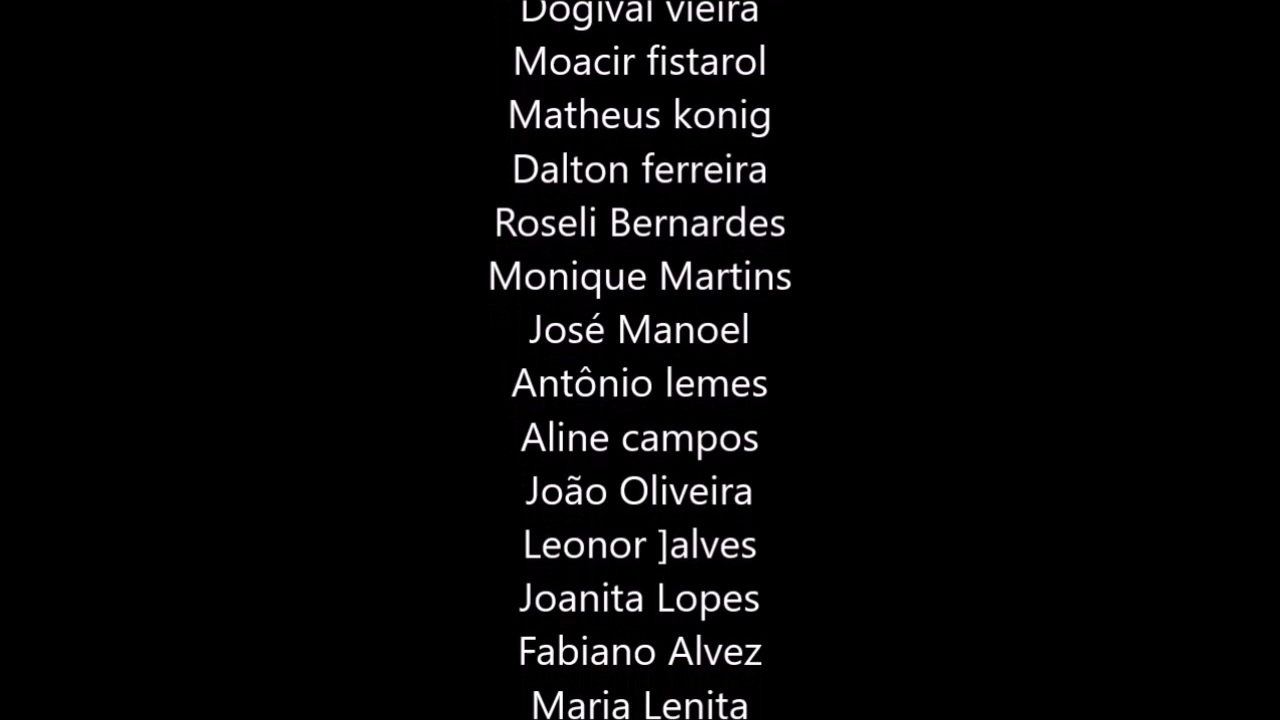 Dogival vieira
Moacir fistarol
Matheus konig
Dalton ferreira
Roseli Bernardes
Monique Martins
José Manoel
Antônio lemes
Aline campos
João Oliveira
Leonor ]alves
Joanita Lopes
Fabiano Alvez
Maria Lenita